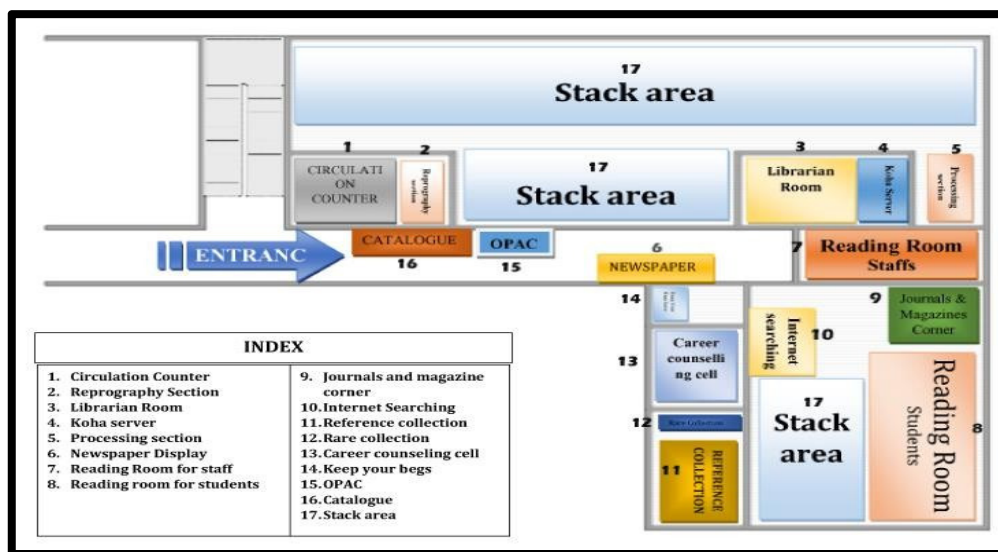 17
Stack area
1
2
3
4
5
CIRCULATI
ON
COUNTER
Reprography
section
17
Stack area
Librarian
Room
Koha Server
Processing
section
ENTRANC
CATALOGUE
16
OPAC
15
6
NEWSPAPER
7
Reading Room
Staffs
14
9
Journals &
Magazines
Corner
Internet
searching
10
13
Career
counselli
ng cell
12
Rare Collection
11
REFERENCE
COLLECTION
17
Stack
area
Reading Room
Students
8
INDEX
1. Circulation Counter
2. Reprography Section
3. Librarian Room
4. Koha server
5. Processing section
6. Newspaper Display
7. Reading Room for staff
8. Reading room for students
9. Journals and magazine
corner
10.Internet Searching
11.Reference collection
12.Rare collection
13.Career counseling cell
14.Keep your begs
15.OPAC
16.Catalogue
17.Stack area